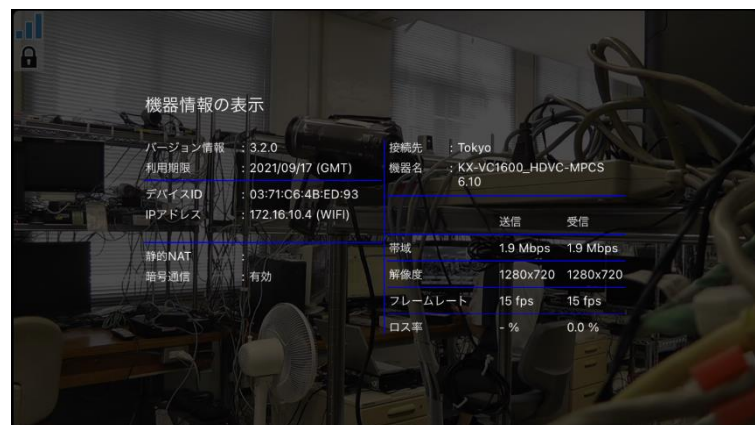 機器情報の表示
バージョン情報 : 3.2.0
利用期限 : 2021/09/17 (GMT)
デバイスID : 03:71:C6:4B:ED:93
IPアドレス : 172.16.10.4 (WIFI)
静的NAT :
暗号通信 : 有効
接続先 : Tokyo
機器名 : KX-VC1600_HDVC-MPCS
6.10
送信 受信
帯域 1.9 Mbps 1.9 Mbps
解像度 1280x720 1280x720
フレームレート 15 fps 15 fps
ロス率 - % 0.0 %